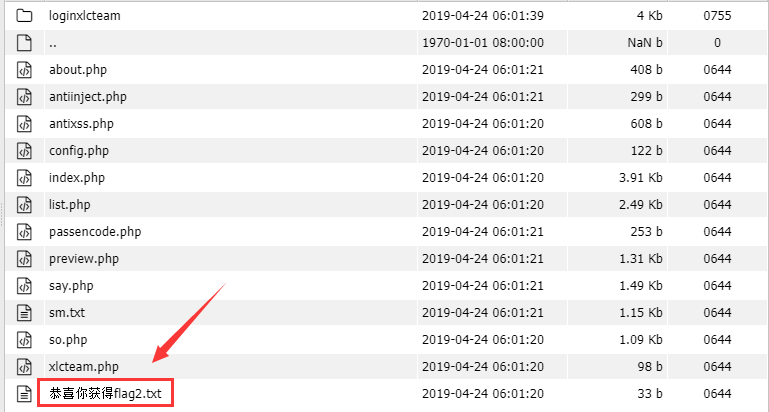 loginxlcteam 2019-04-24 06:01:39 4 Kb 0755
.. 1970-01-01 08:00:00 NaN b 0
about.php 2019-04-24 06:01:21 408 b 0644
antiinject.php 2019-04-24 06:01:21 299 b 0644
antixss.php 2019-04-24 06:01:20 608 b 0644
config.php 2019-04-24 06:01:20 122 b 0644
index.php 2019-04-24 06:01:20 3.91 Kb 0644
list.php 2019-04-24 06:01:20 2.49 Kb 0644
passencode.php 2019-04-24 06:01:21 253 b 0644
preview.php 2019-04-24 06:01:21 1.31 Kb 0644
say.php 2019-04-24 06:01:21 1.49 Kb 0644
sm.txt 2019-04-24 06:01:21 1.15 Kb 0644
so.php 2019-04-24 06:01:20 1.09 Kb 0644
xlcteam.php 2019-04-24 06:01:20 98 b 0644
恭喜你获得flag2.txt 2019-04-24 06:01:20 33 b 0644